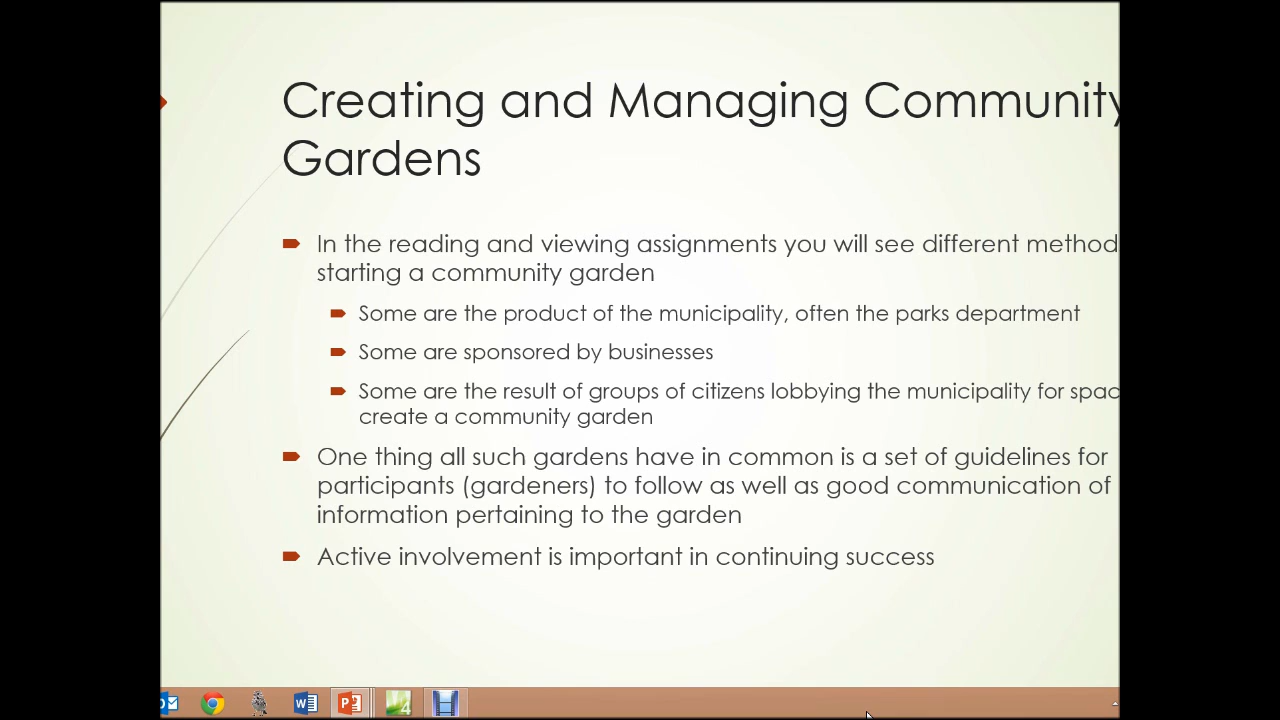 Creating and Managing Community
Gardens
In the reading and viewing assignments you will see different method
starting a community garden
Some are the product of the municipality, often the parks department
Some are sponsored by businesses
Some are the result of groups of citizens lobbying the municipality for spac
create a community garden
One thing all such gardens have in common is a set of guidelines for
participants (gardeners) to follow as well as good communication of
information pertaining to the garden
Active involvement is important in continuing success